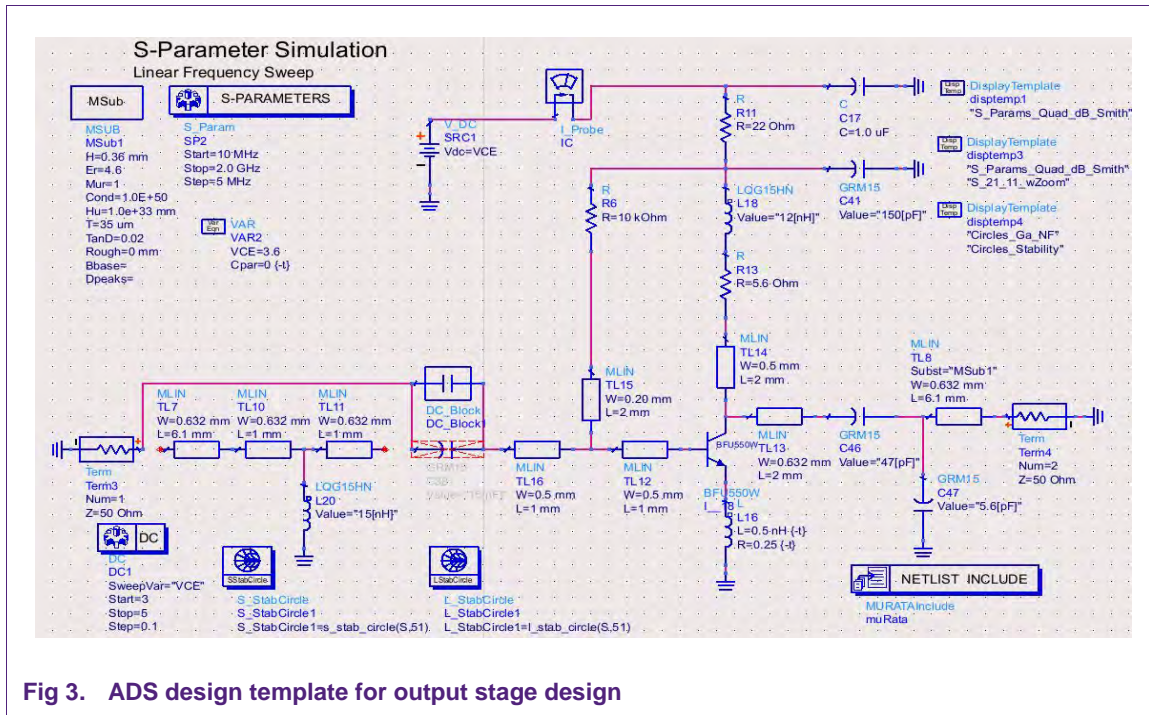 S-Parameter Simulation
Linear Frequency Sweep
MSub
MSUB
MSub1
H=0.36 mm
Er=4.6
Mur=1
Cond=1.0E+50
Hu=1.0e+33 mm
T=35 um
TanD=0.02
Rough=0 mm
Bbase=
Dpeaks=
S-PARAMETERS
S_Param
SP2
Start=10 MHz
Stop=2.0 GHz
Step=5 MHz
Var
Eqn
VAR
VAR2
VCE=3.6
Cpar=0 {-t}
V_DC
SRC1
Vdc=VCE
I_Probe
IC
R
R11
R=22 Ohm
C
C17
C=1.0 uF
Disp
Temp
DisplayTemplate
disptemp1
"S_Params_Quad_dB_Smith"
Disp
Temp
DisplayTemplate
disptemp3
"S_Params_Quad_dB_Smith"
"S_21_11_wZoom"
Disp
Temp
DisplayTemplate
disptemp4
"Circles_Ga_NF"
"Circles_Stability"
R
R6
R=10 kOhm
LQG15HN
L18
Value="12[nH]"
GRM15
C41
Value="150[pF]"
R
R13
R=5.6 Ohm
MLIN
TL14
W=0.5 mm
L=2 mm
MLIN
TL8
Subst="MSub1"
W=0.632 mm
L=6.1 mm
MLIN
TL15
W=0.20 mm
L=2 mm
DC_Block
DC_Block1
MLIN
TL7
W=0.632 mm
L=6.1 mm
MLIN
TL10
W=0.632 mm
L=1 mm
MLIN
TL11
W=0.632 mm
L=1 mm
Term
Term3
Num=1
Z=50 Ohm
LQG15HN
L20
Value="15[nH]"
GRM15
MLIN
TL16
W=0.5 mm
L=1 mm
MLIN
TL12
W=0.5 mm
L=1 mm
BFU550W
BFU550W
L
L16
L=0.5 nH {-t}
R=0.25 {-t}
MLIN
TL13
W=0.632 mm
L=2 mm
GRM15
C46
Value="47[pF]"
GRM15
C47
Value="5.6[pF]"
Term
Term4
Num=2
Z=50 Ohm
DC
DC
DC1
SweepVar="VCE"
Start=3
Stop=5
Step=0.1
SStabCircle
S_StabCircle
S_StabCircle1
S_StabCircle1=s_stab_circle(S,51)
LStabCircle
L_StabCircle
L_StabCircle1
L_StabCircle1=l_stab_circle(S,51)
NETLIST INCLUDE
MURATAInclude
muRata
Fig 3. ADS design template for output stage design